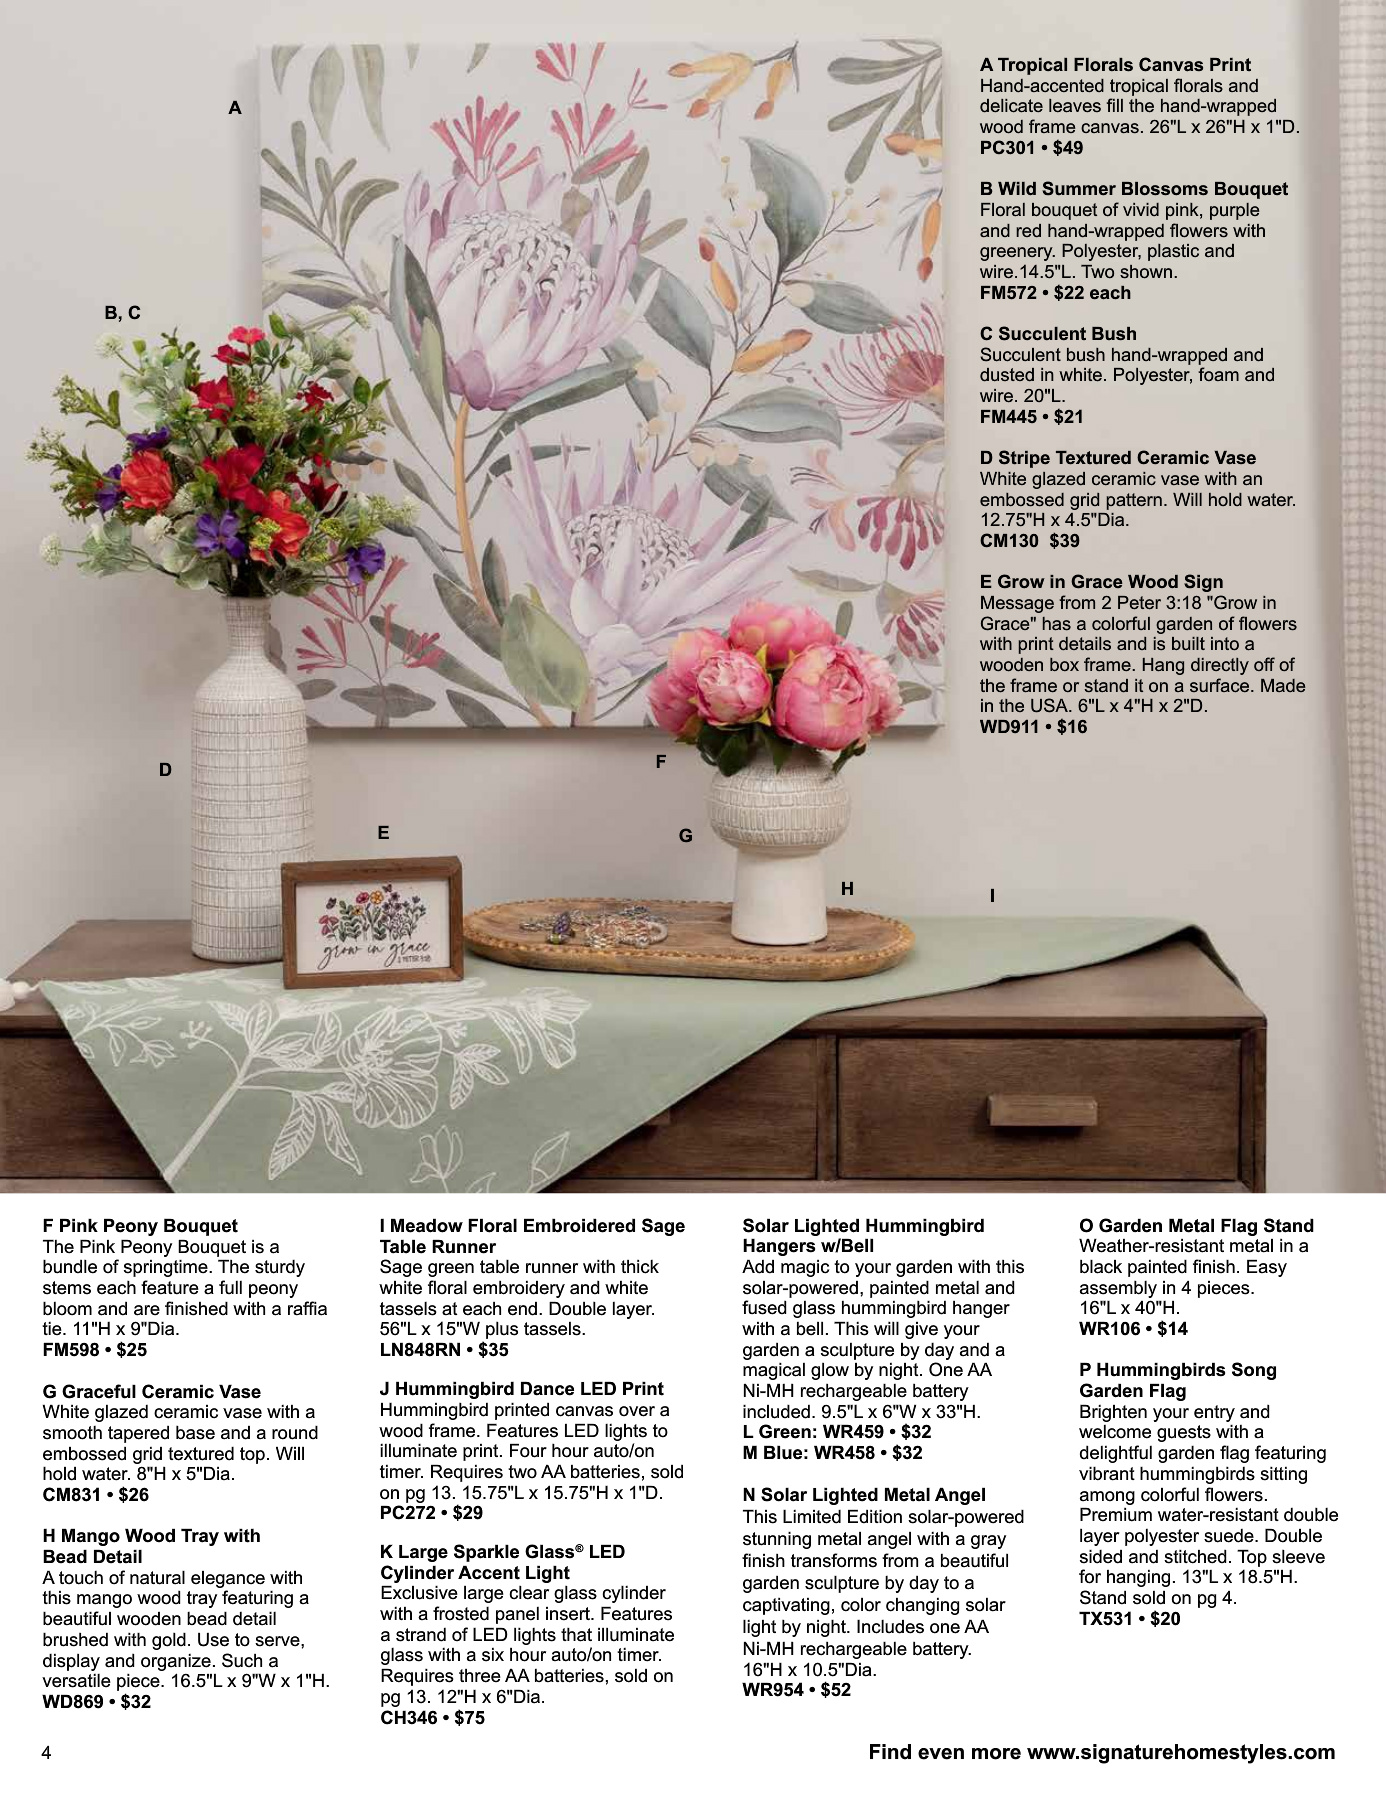 A
B, C
D
E
F
G
H
I
grow in grace
2 PETER 3:18
A Tropical Florals Canvas Print
Hand-accented tropical florals and
delicate leaves fill the hand-wrapped
wood frame canvas. 26"L x 26"H x 1"D.
PC301 • $49
B Wild Summer Blossoms Bouquet
Floral bouquet of vivid pink, purple
and red hand-wrapped flowers with
greenery. Polyester, plastic and
wire.14.5"L. Two shown.
FM572 • $22 each
C Succulent Bush
Succulent bush hand-wrapped and
dusted in white. Polyester, foam and
wire. 20"L.
FM445 • $21
D Stripe Textured Ceramic Vase
White glazed ceramic vase with an
embossed grid pattern. Will hold water.
12.75"H x 4.5"Dia.
CM130  $39
E Grow in Grace Wood Sign
Message from 2 Peter 3:18 "Grow in
Grace" has a colorful garden of flowers
with print details and is built into a
wooden box frame. Hang directly off of
the frame or stand it on a surface. Made
in the USA. 6"L x 4"H x 2"D.
WD911 • $16
F Pink Peony Bouquet
The Pink Peony Bouquet is a
bundle of springtime. The sturdy
stems each feature a full peony
bloom and are finished with a raffia
tie. 11"H x 9"Dia.
FM598 • $25
G Graceful Ceramic Vase
White glazed ceramic vase with a
smooth tapered base and a round
embossed grid textured top. Will
hold water. 8"H x 5"Dia.
CM831 • $26
H Mango Wood Tray with
Bead Detail
A touch of natural elegance with
this mango wood tray featuring a
beautiful wooden bead detail
brushed with gold. Use to serve,
display and organize. Such a
versatile piece. 16.5"L x 9"W x 1"H.
WD869 • $32
I Meadow Floral Embroidered Sage
Table Runner
Sage green table runner with thick
white floral embroidery and white
tassels at each end. Double layer.
56"L x 15"W plus tassels.
LN848RN • $35
J Hummingbird Dance LED Print
Hummingbird printed canvas over a
wood frame. Features LED lights to
illuminate print. Four hour auto/on
timer. Requires two AA batteries, sold
on pg 13. 15.75"L x 15.75"H x 1"D.
PC272 • $29
K Large Sparkle Glass® LED
Cylinder Accent Light
Exclusive large clear glass cylinder
with a frosted panel insert. Features
a strand of LED lights that illuminate
glass with a six hour auto/on timer.
Requires three AA batteries, sold on
pg 13. 12"H x 6"Dia.
CH346 • $75
Solar Lighted Hummingbird
Hangers w/Bell
Add magic to your garden with this
solar-powered, painted metal and
fused glass hummingbird hanger
with a bell. This will give your
garden a sculpture by day and a
magical glow by night. One AA
Ni-MH rechargeable battery
included. 9.5"L x 6"W x 33"H.
L Green: WR459 • $32
M Blue: WR458 • $32
N Solar Lighted Metal Angel
This Limited Edition solar-powered
stunning metal angel with a gray
finish transforms from a beautiful
garden sculpture by day to a
captivating, color changing solar
light by night. Includes one AA
Ni-MH rechargeable battery.
16"H x 10.5"Dia.
WR954 • $52
O Garden Metal Flag Stand
Weather-resistant metal in a
black painted finish. Easy
assembly in 4 pieces.
16"L x 40"H.
WR106 • $14
P Hummingbirds Song
Garden Flag
Brighten your entry and
welcome guests with a
delightful garden flag featuring
vibrant hummingbirds sitting
among colorful flowers.
Premium water-resistant double
layer polyester suede. Double
sided and stitched. Top sleeve
for hanging. 13"L x 18.5"H.
Stand sold on pg 4.
TX531 • $20
4
Find even more www.signaturehomestyles.com